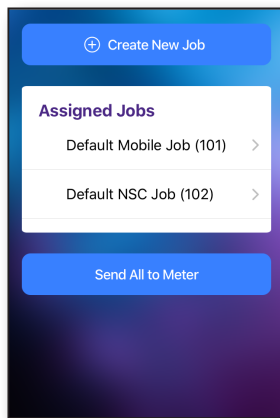 Create New Job
Assigned Jobs
Default Mobile Job (101)
Default NSC Job (102)
Send All to Meter